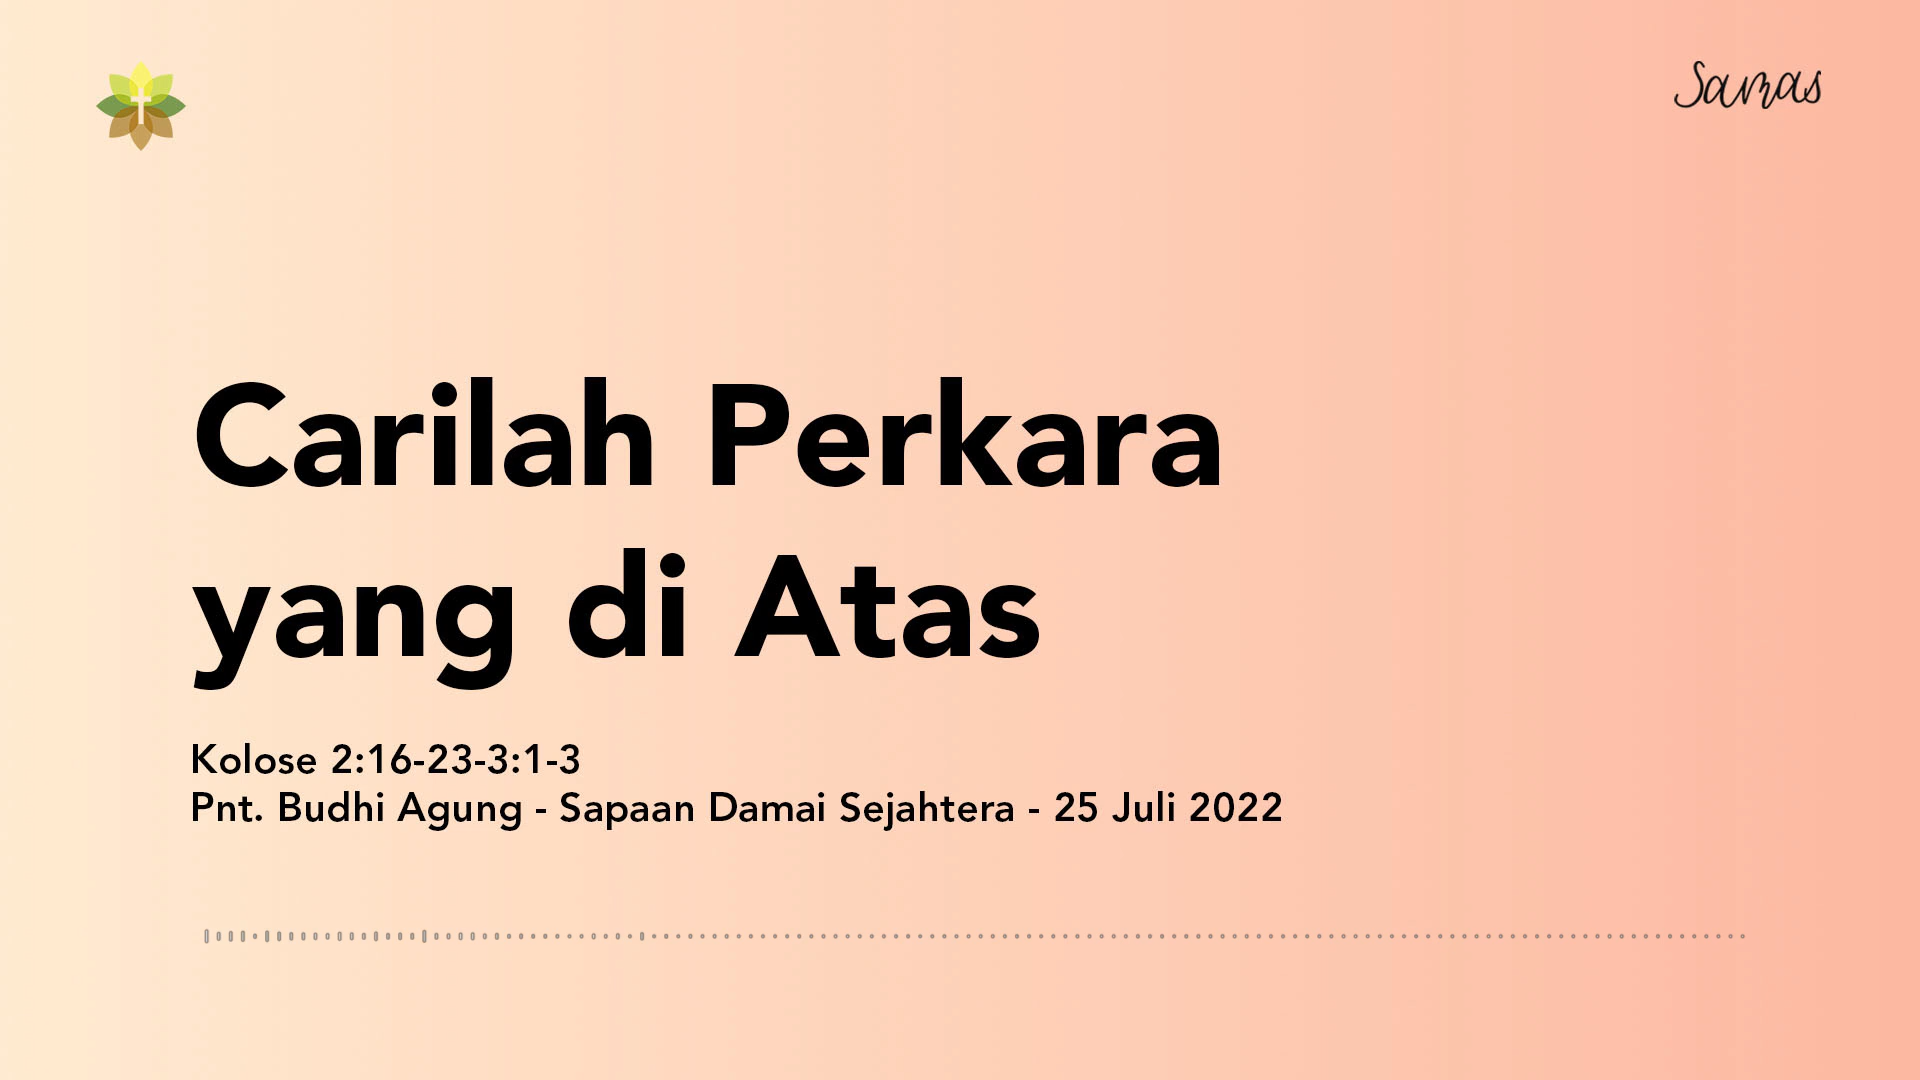 Samas
Carilah Perkara
yang di Atas
Kolose 2:16-23-3:1-3
Pnt. Budhi Agung - Sapaan Damai Sejahtera - 25 Juli 2022